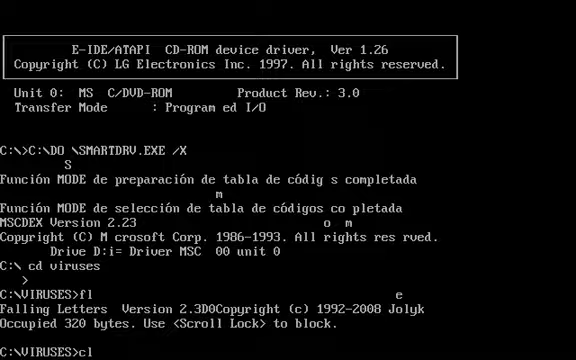 E-IDE/ATAPI CD-ROM device driver, Ver 1.26
Copyright (C) LG Electronics Inc. 1997. All rights reserved.
Unit 0: MS C/DVD-ROM Product Rev.: 3.0
Transfer Mode : Program ed I/O
C:\>C:\DO \SMARTDRV.EXE /X
S
Función MODE de preparación de tabla de códig s completada
m
Función MODE de selección de tabla de códigos co pletada
MSCDEX Version 2.23 o m
Copyright (C) M crosoft Corp. 1986-1993. All rights res rved.
Drive D:i= Driver MSC 00 unit 0
C:\ cd viruses
>
C:\VIRUSES>fl e
Falling Letters Version 2.3D0Copyright (c) 1992-2008 Jolyk
Occupied 320 bytes. Use <Scroll Lock> to block.
C:\VIRUSES>cl